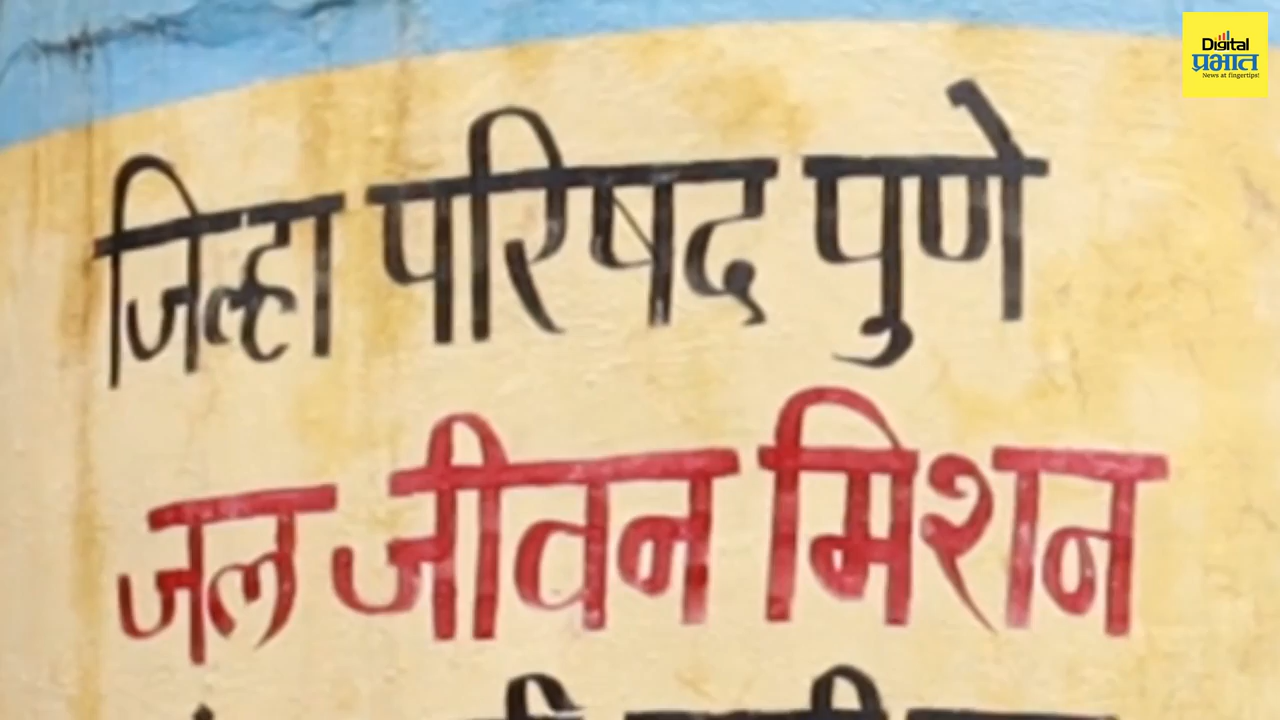 Digital
प्रभात
News at fingertips!
जिल्हा परिषद पुणे
जल जीवन मिशन